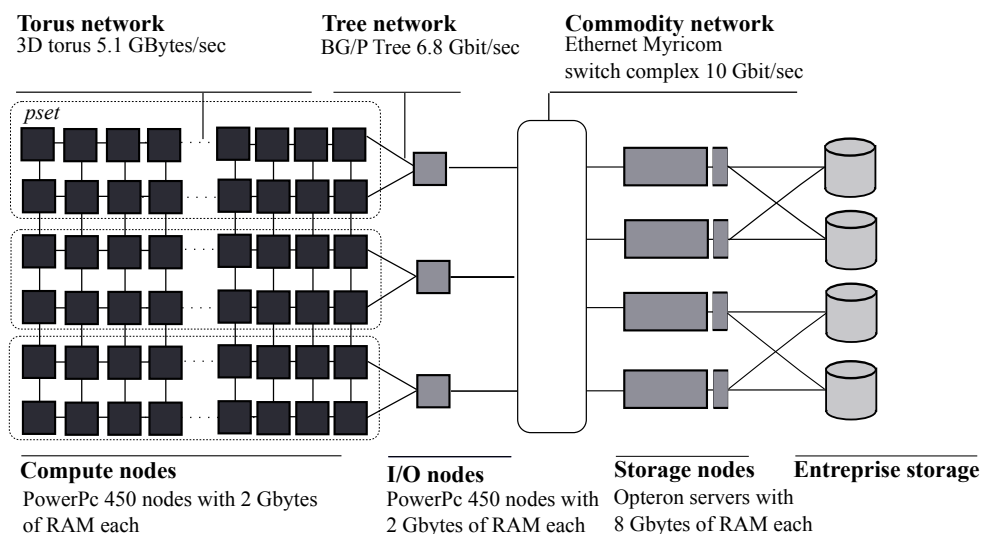 Torus network
3D torus 5.1 GBytes/sec
Tree network
BG/P Tree 6.8 Gbit/sec
Commodity network
Ethernet Myricom
switch complex 10 Gbit/sec
pset
Compute nodes
PowerPc 450 nodes with 2 Gbytes
of RAM each
I/O nodes
PowerPc 450 nodes with
2 Gbytes of RAM each
Storage nodes
Opteron servers with
8 Gbytes of RAM each
Entreprise storage